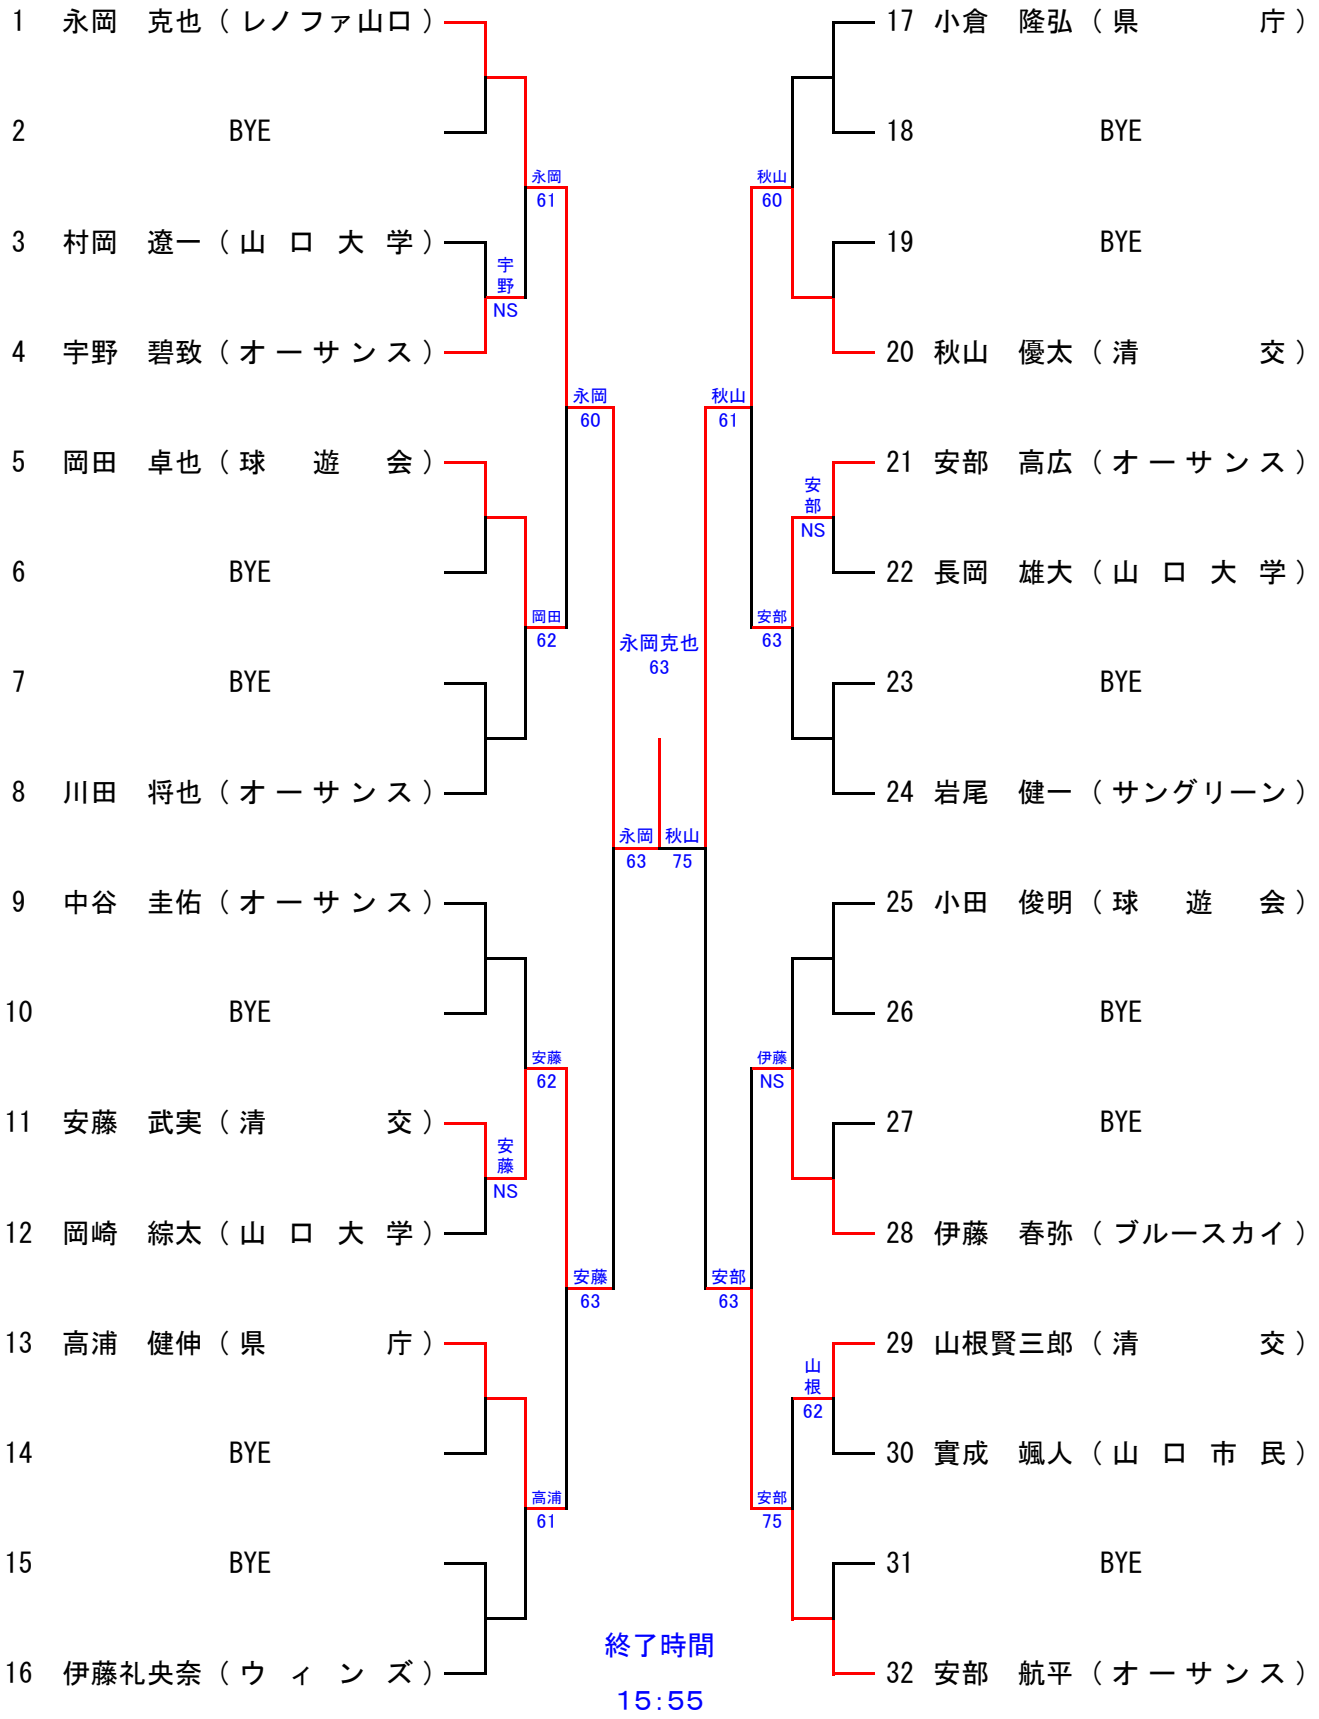 1 永岡 克也 （レノファ山口）
2 BYE
永岡
61
3 村岡 遼一 （山口大学）
宇野
NS
4 宇野 碧致 （オーサンス）
永岡
60
5 岡田 卓也 （球遊会）
6 BYE
岡田
62
7 BYE
8 川田 将也 （オーサンス）
永岡
63
9 中谷 圭佑 （オーサンス）
10 BYE
安藤
62
11 安藤 武実 （清交）
安藤
NS
12 岡崎 綜太 （山口大学）
安藤
63
13 高浦 健伸 （県庁）
14 BYE
高浦
61
15 BYE
16 伊藤礼央奈 （ウィンズ）
永岡克也
63
17 小倉 隆弘 （県庁）
18 BYE
秋山
60
19 BYE
20 秋山 優太 （清交）
秋山
61
21 安部 高広 （オーサンス）
安部
NS
22 長岡 雄大 （山口大学）
安部
63
23 BYE
24 岩尾 健一 （サングリーン）
秋山
75
25 小田 俊明 （球遊会）
26 BYE
伊藤
NS
27 BYE
28 伊藤 春弥 （ブルースカイ）
安部
63
29 山根賢三郎 （清交）
山根
62
30 實成 颯人 （山口市民）
安部
75
31 BYE
32 安部 航平 （オーサンス）
終了時間
15:55